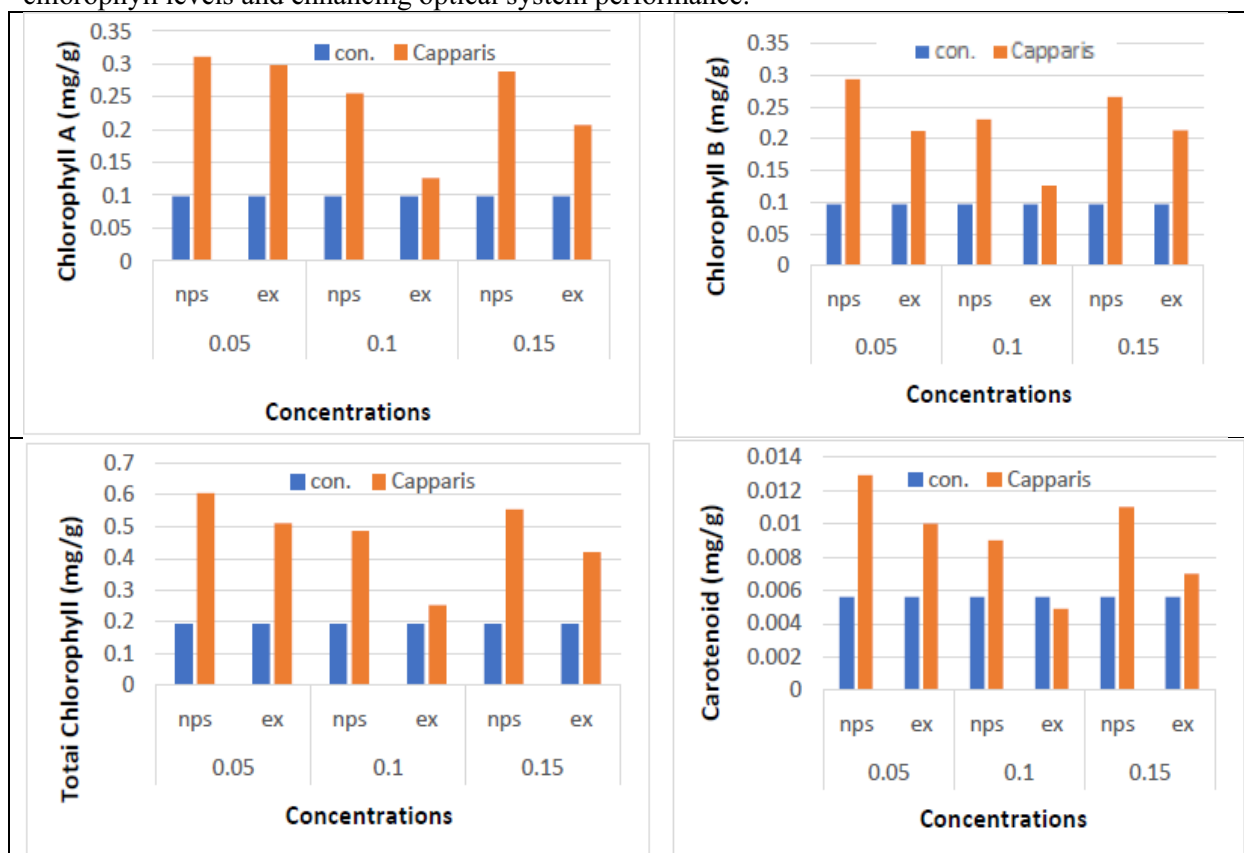 chlorophyll levels and enhancing optical system performance.
con. Capparis
Chlorophyll A (mg/g)
0.35
0.3
0.25
0.2
0.15
0.1
0.05
0
nps ex nps ex nps ex
0.05 0.1 0.15
Concentrations
con. Capparis
Chlorophyll B (mg/g)
0.35
0.3
0.25
0.2
0.15
0.1
0.05
0
nps ex nps ex nps ex
0.05 0.1 0.15
Concentrations
con. Capparis
Totai Chlorophyll (mg/g)
0.7
0.6
0.5
0.4
0.3
0.2
0.1
0
nps ex nps ex nps ex
0.05 0.1 0.15
Concentrations
con. Capparis
Carotenoid (mg/g)
0.014
0.012
0.01
0.008
0.006
0.004
0.002
0
nps ex nps ex nps ex
0.05 0.1 0.15
Concentrations